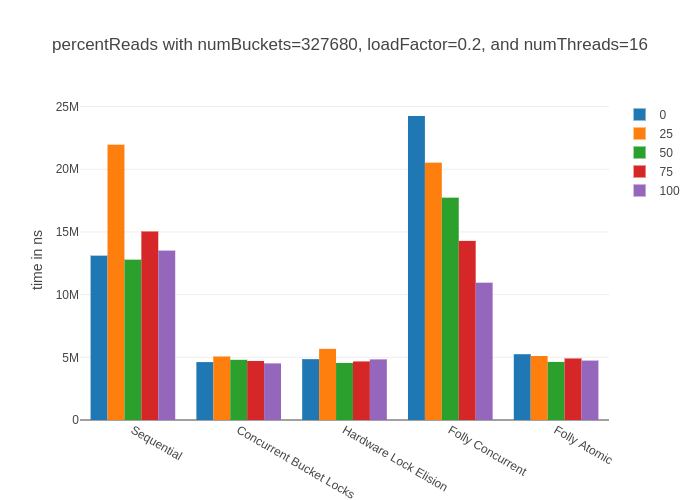 percentReads with numBuckets=327680, loadFactor=0.2, and numThreads=16
25M
20M
15M
10M
5M
0
time in ns
Sequential
Concurrent Bucket Locks
Hardware Lock Elision
Folly Concurrent
Folly Atomic
0
25
50
75
100